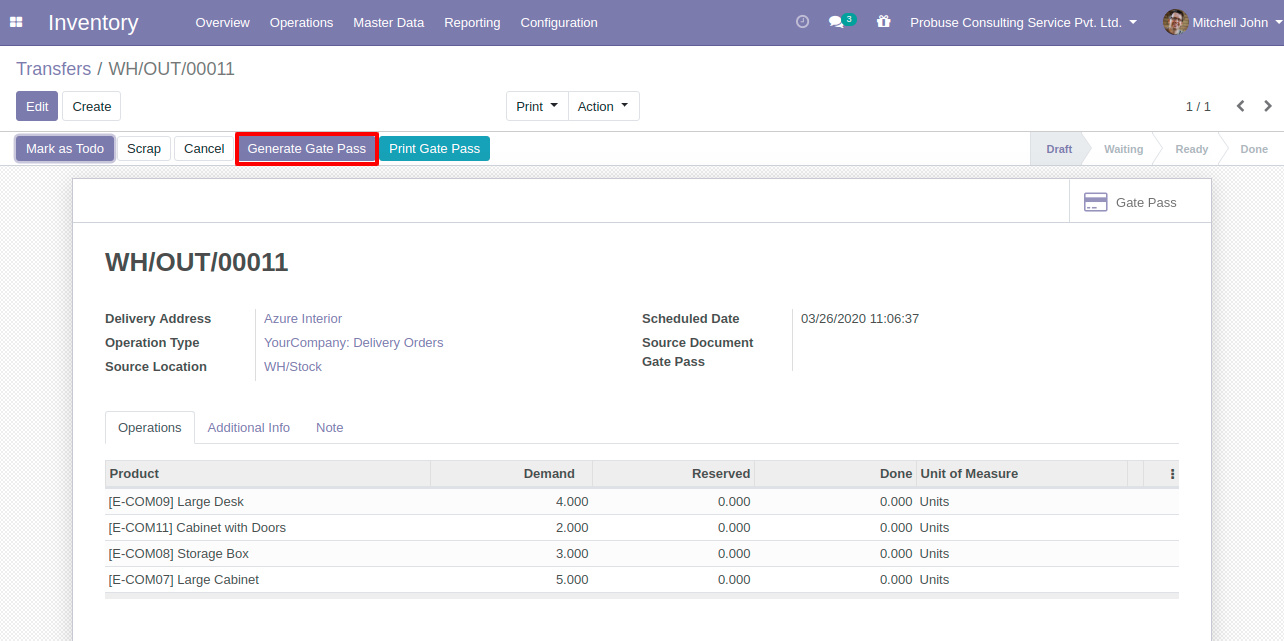 Inventory Overview Operations Master Data Reporting Configuration 3 Probuse Consulting Service Pvt. Ltd. Mitchell John
Transfers / WH/OUT/00011
Edit Create Print Action 1 / 1
Mark as Todo Scrap Cancel Generate Gate Pass Print Gate Pass Draft Waiting Ready Done
Gate Pass
WH/OUT/00011
Delivery Address Azure Interior Scheduled Date 03/26/2020 11:06:37
Operation Type YourCompany: Delivery Orders Source Document
Source Location WH/Stock Gate Pass
Operations Additional Info Note
Product Demand Reserved Done Unit of Measure
[E-COM09] Large Desk 4.000 0.000 0.000 Units
[E-COM11] Cabinet with Doors 2.000 0.000 0.000 Units
[E-COM08] Storage Box 3.000 0.000 0.000 Units
[E-COM07] Large Cabinet 5.000 0.000 0.000 Units